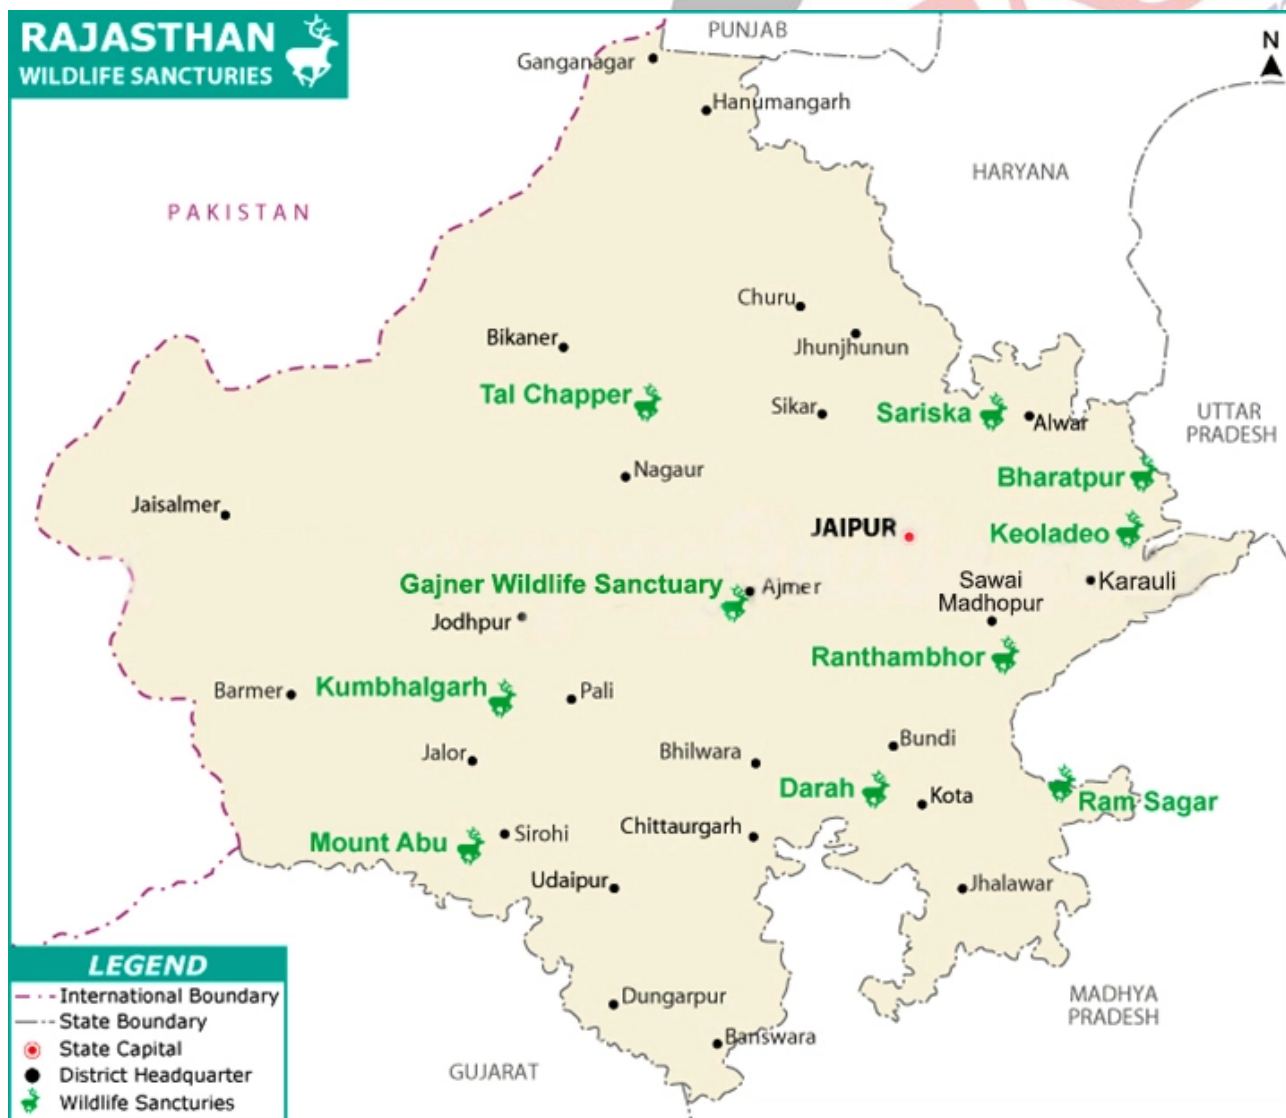 RAJASTHAN
WILDLIFE SANCTURIES
PUNJAB
N
Ganganagar
Hanumangarh
HARYANA
PAKISTAN
Churu
Bikaner
Jhunjhunun
Tal Chapper
Sikar
Sariska
Alwar
UTTAR
PRADESH
Nagaur
Bharatpur
Jaisalmer
JAIPUR
Keoladeo
Gajner Wildlife Sanctuary
Ajmer
Sawai
Madhopur
Karauli
Jodhpur
Ranthambhor
Barmer
Kumbhalgarh
Pali
Jalor
Bhilwara
Bundi
Darah
Kota
Ram Sagar
Mount Abu
Sirohi
Chittaurgarh
Udaipur
Jhalawar
LEGEND
International Boundary
State Boundary
State Capital
District Headquarter
Wildlife Sancturies
Dungarpur
Banswara
MADHYA
PRADESH
GUJARAT